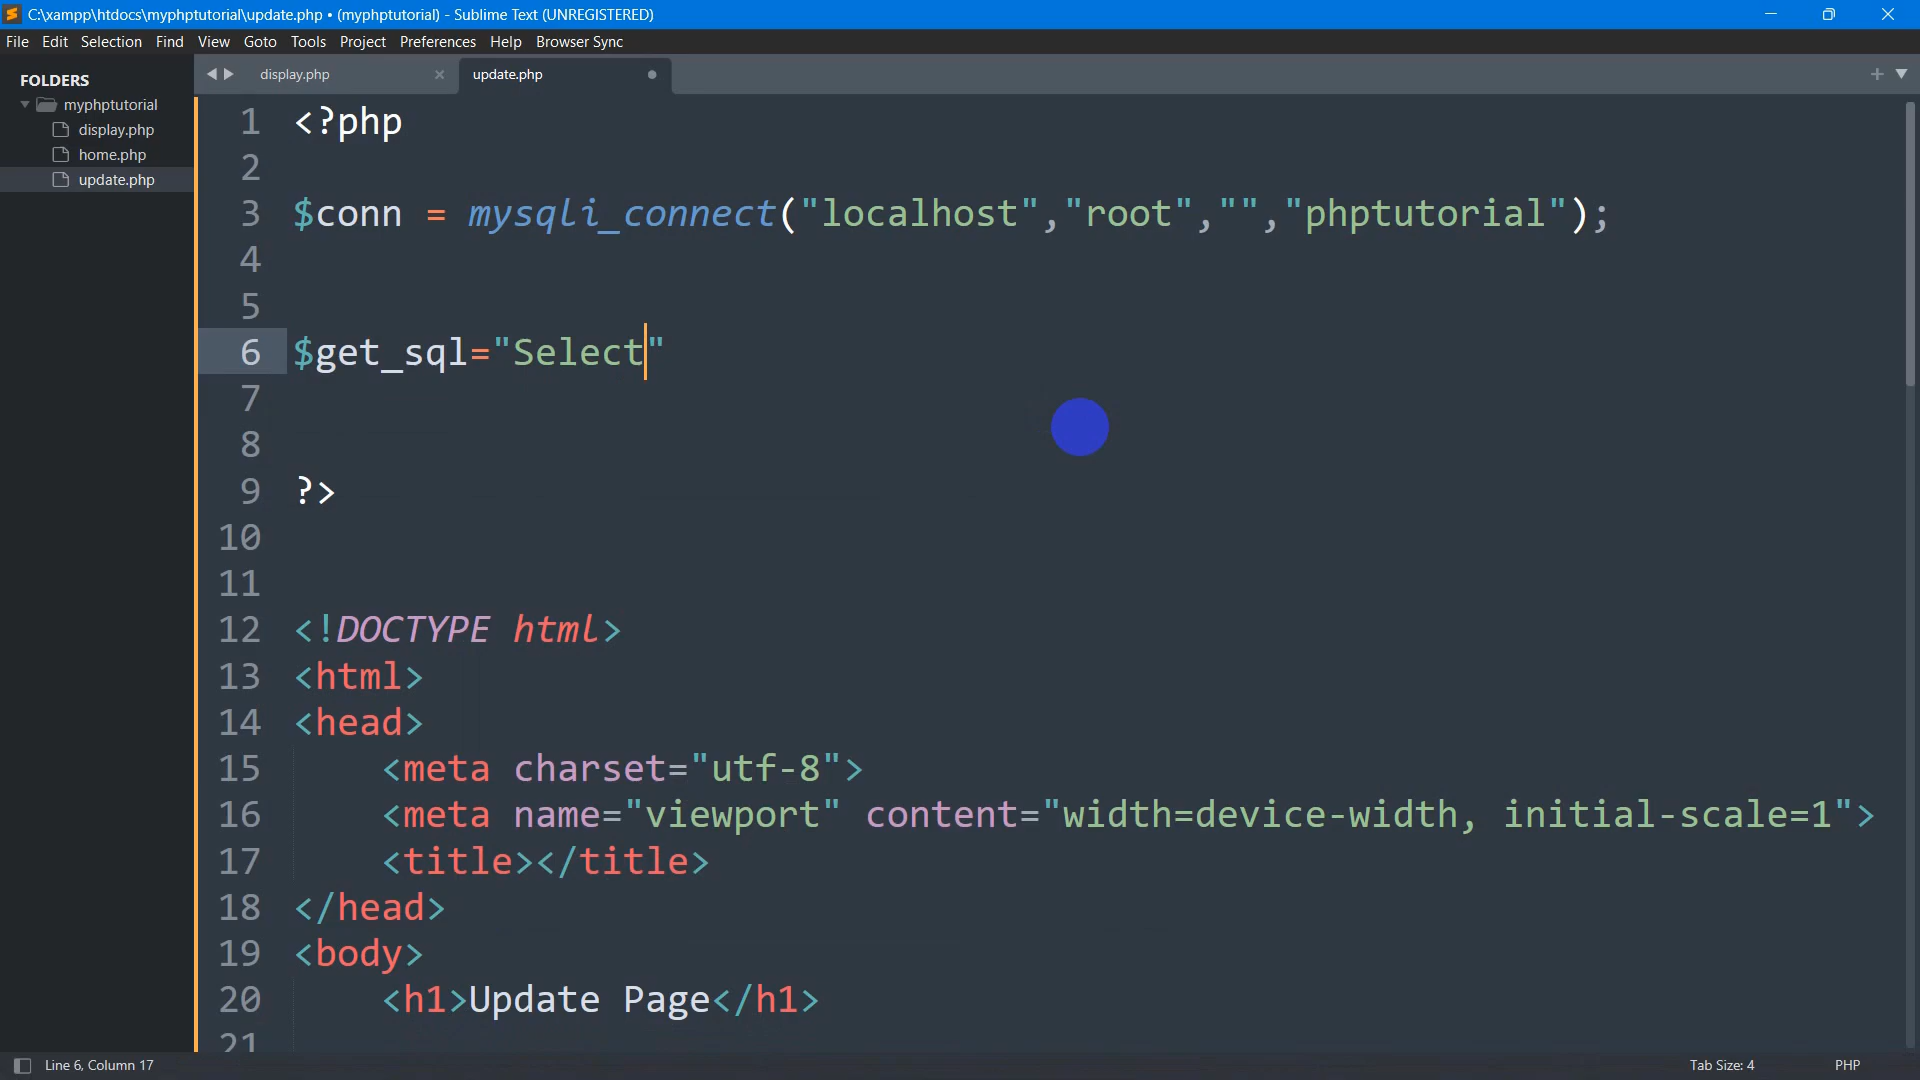 C:\xampp\htdocs\myphptutorial\update.php • (myphptutorial) - Sublime Text (UNREGISTERED)
File Edit Selection Find View Goto Tools Project Preferences Help Browser Sync
FOLDERS
myphptutorial
display.php
home.php
update.php
display.php × update.php
1 <?php
2
3 $conn = mysqli_connect("localhost","root","","phptutorial");
4
5
6 $get_sql="Select"
7
8
9 ?>
10
11
12 <!DOCTYPE html>
13 <html>
14 <head>
15 <meta charset="utf-8">
16 <meta name="viewport" content="width=device-width, initial-scale=1">
17 <title></title>
18 </head>
19 <body>
20 <h1>Update Page</h1>
21
Line 6, Column 17 Tab Size: 4 PHP